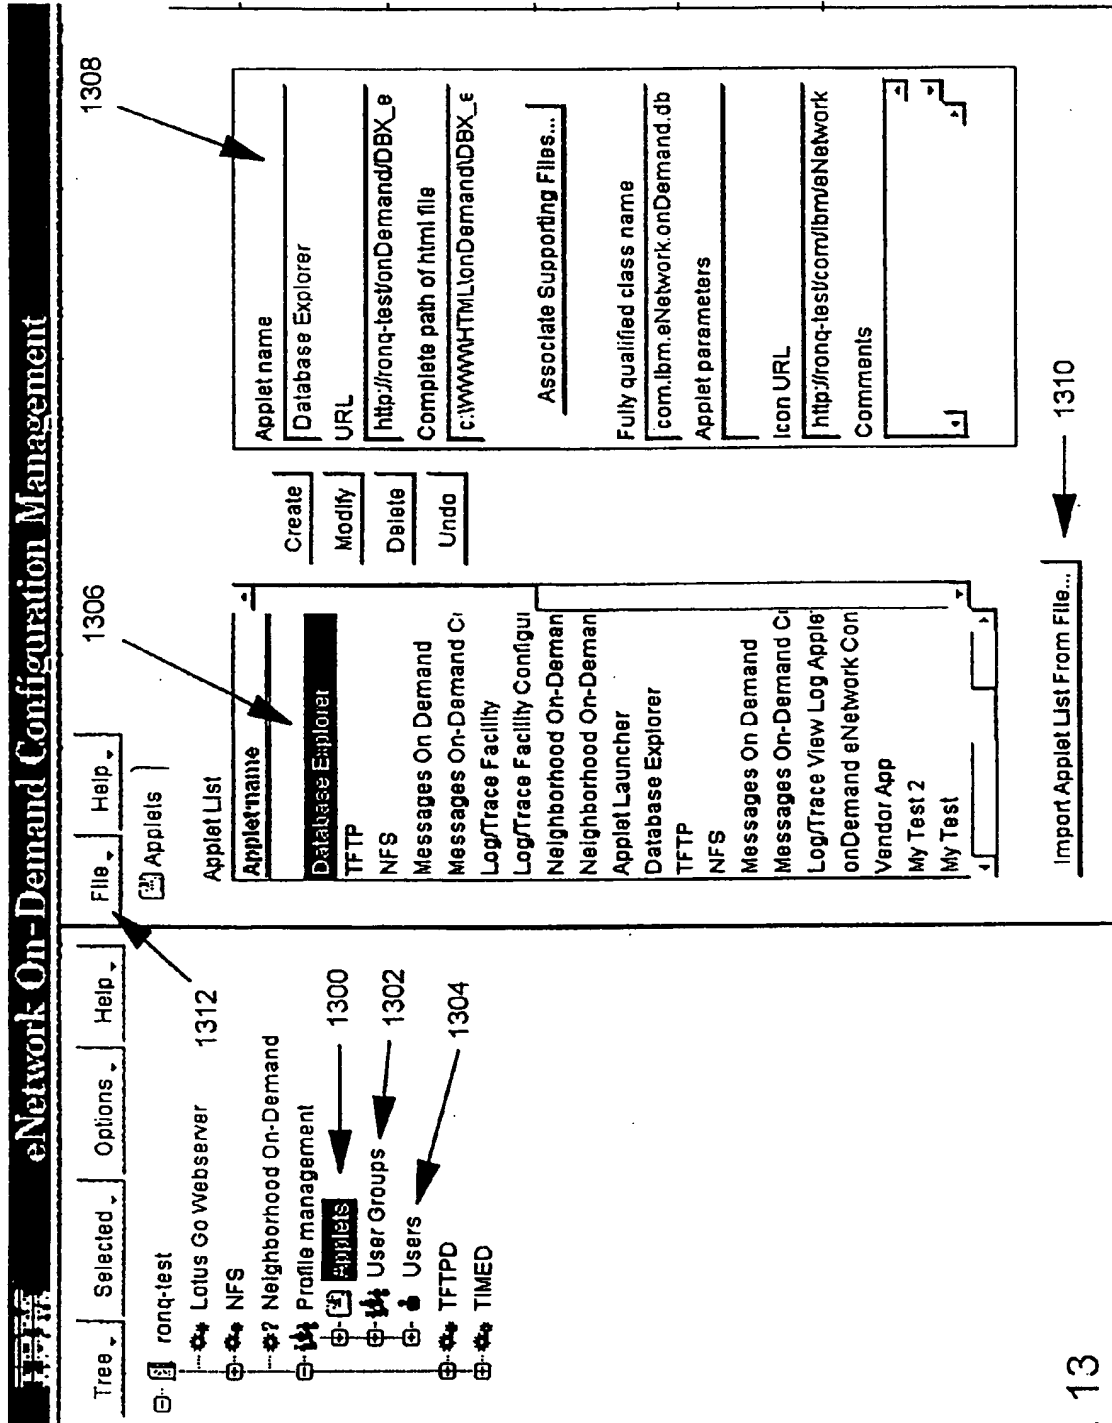 IBM
eNetwork On-Demand Configuration Management
Tree
Selected
Options
Help
ronq-test
Lotus Go Webserver
NFS
Neighborhood On-Demand
Profile management
Applets
User Groups
Users
TFTPD
TIMED
1312
1300
1302
1304
File
Help
Applets
Applet List
Applet name
Database Explorer
TFTP
NFS
Messages On Demand
Messages On-Demand C
Log/Trace Facility
Log/Trace Facility Configu
Neighborhood On-Deman
Neighborhood On-Deman
Applet Launcher
Database Explorer
TFTP
NFS
Messages On Demand
Messages On-Demand C
Log/Trace View Log Apple
onDemand eNetwork Con
Vendor App
My Test 2
My Test
Import Applet List From File...
1306
1310
Create
Modify
Delete
Undo
1308
Applet name
Database Explorer
URL
http://ronq-test/onDemand/DBX_e
Complete path of html file
c:\WWW\HTML\onDemand\DBX_e
Associate Supporting Files...
Fully qualified class name
com.ibm.eNetwork.onDemand.db
Applet parameters
Icon URL
http://ronq-test/com/ibm/eNetwork
Comments
13